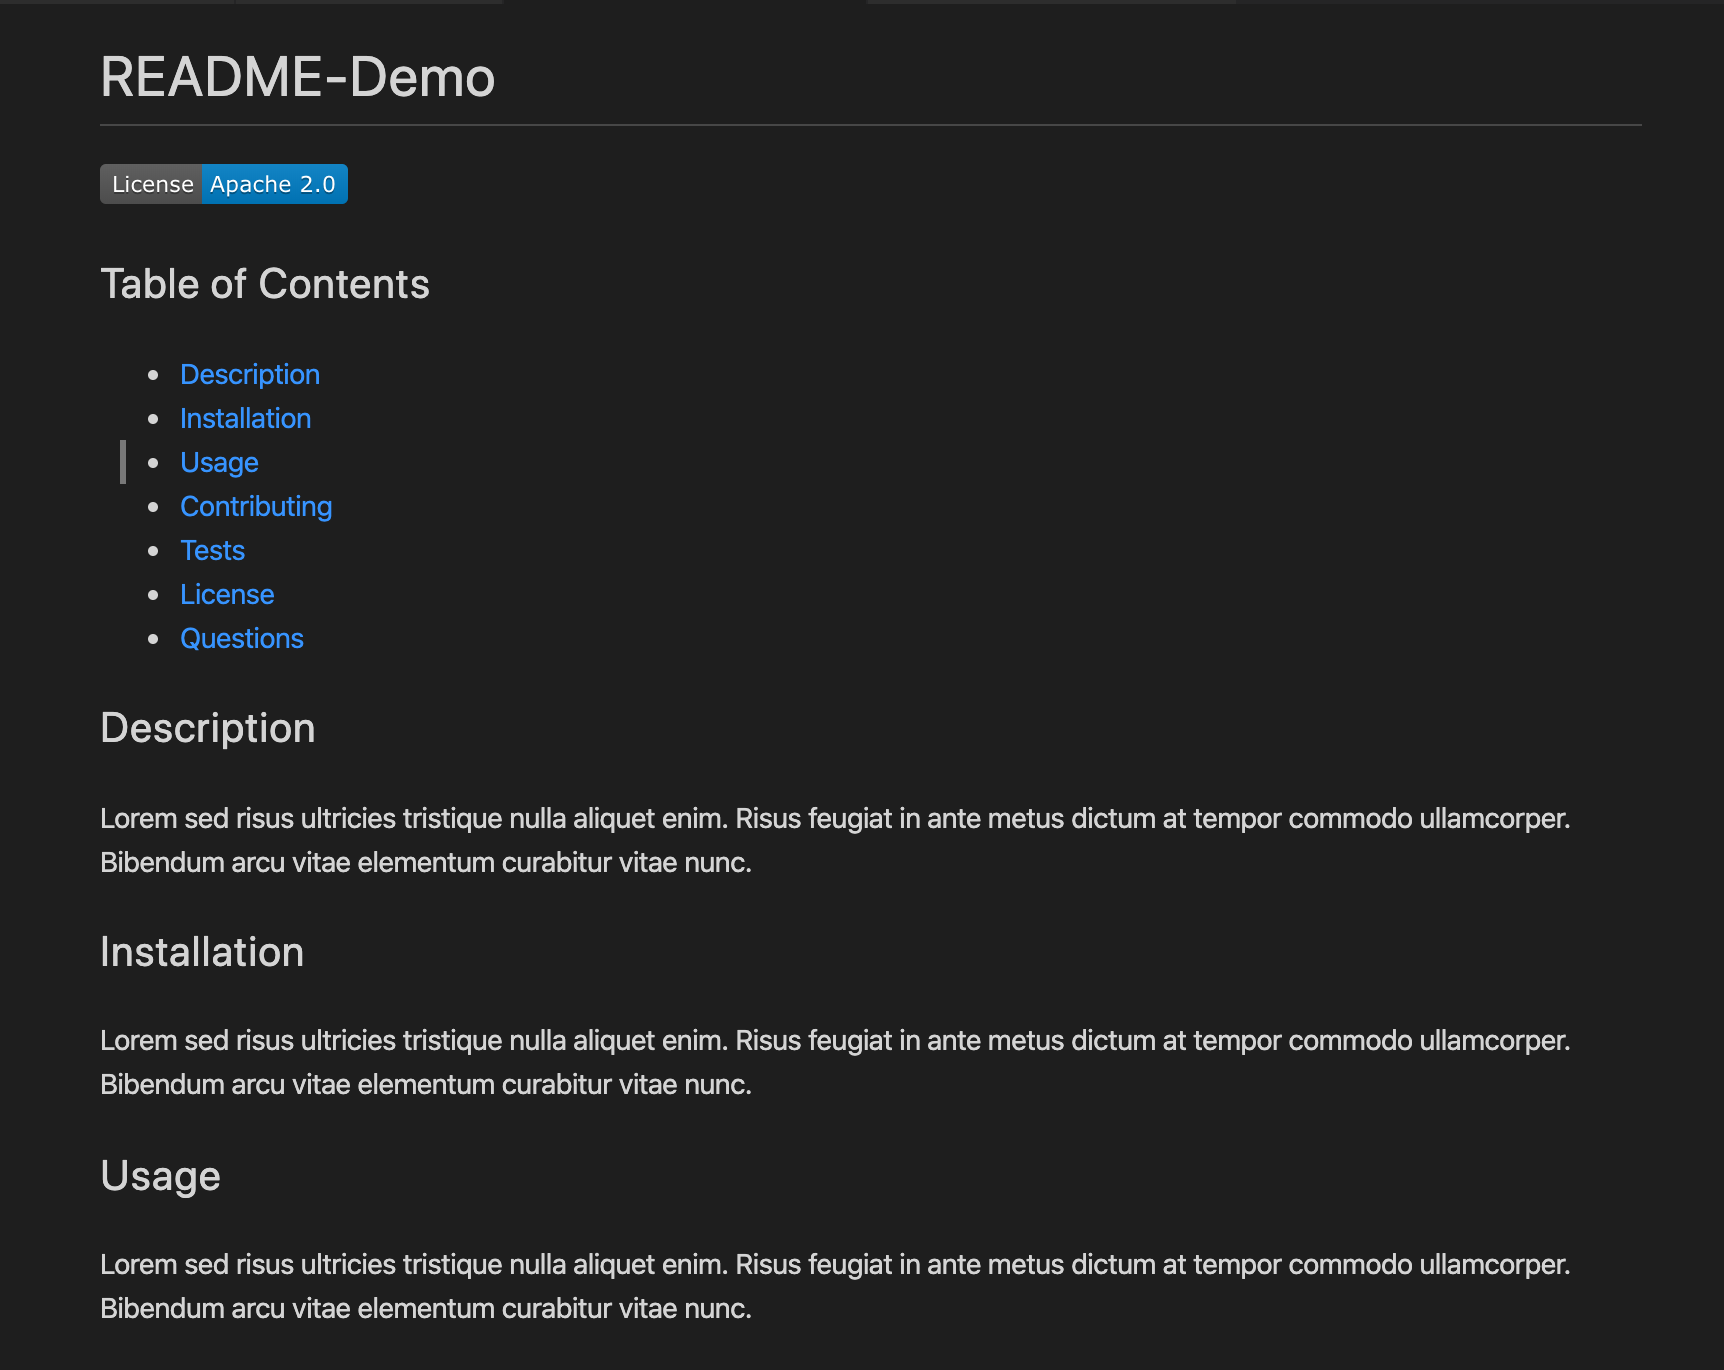 README-Demo
License Apache 2.0
Table of Contents
Description
Installation
Usage
Contributing
Tests
License
Questions
Description
Lorem sed risus ultricies tristique nulla aliquet enim. Risus feugiat in ante metus dictum at tempor commodo ullamcorper.
Bibendum arcu vitae elementum curabitur vitae nunc.
Installation
Lorem sed risus ultricies tristique nulla aliquet enim. Risus feugiat in ante metus dictum at tempor commodo ullamcorper.
Bibendum arcu vitae elementum curabitur vitae nunc.
Usage
Lorem sed risus ultricies tristique nulla aliquet enim. Risus feugiat in ante metus dictum at tempor commodo ullamcorper.
Bibendum arcu vitae elementum curabitur vitae nunc.